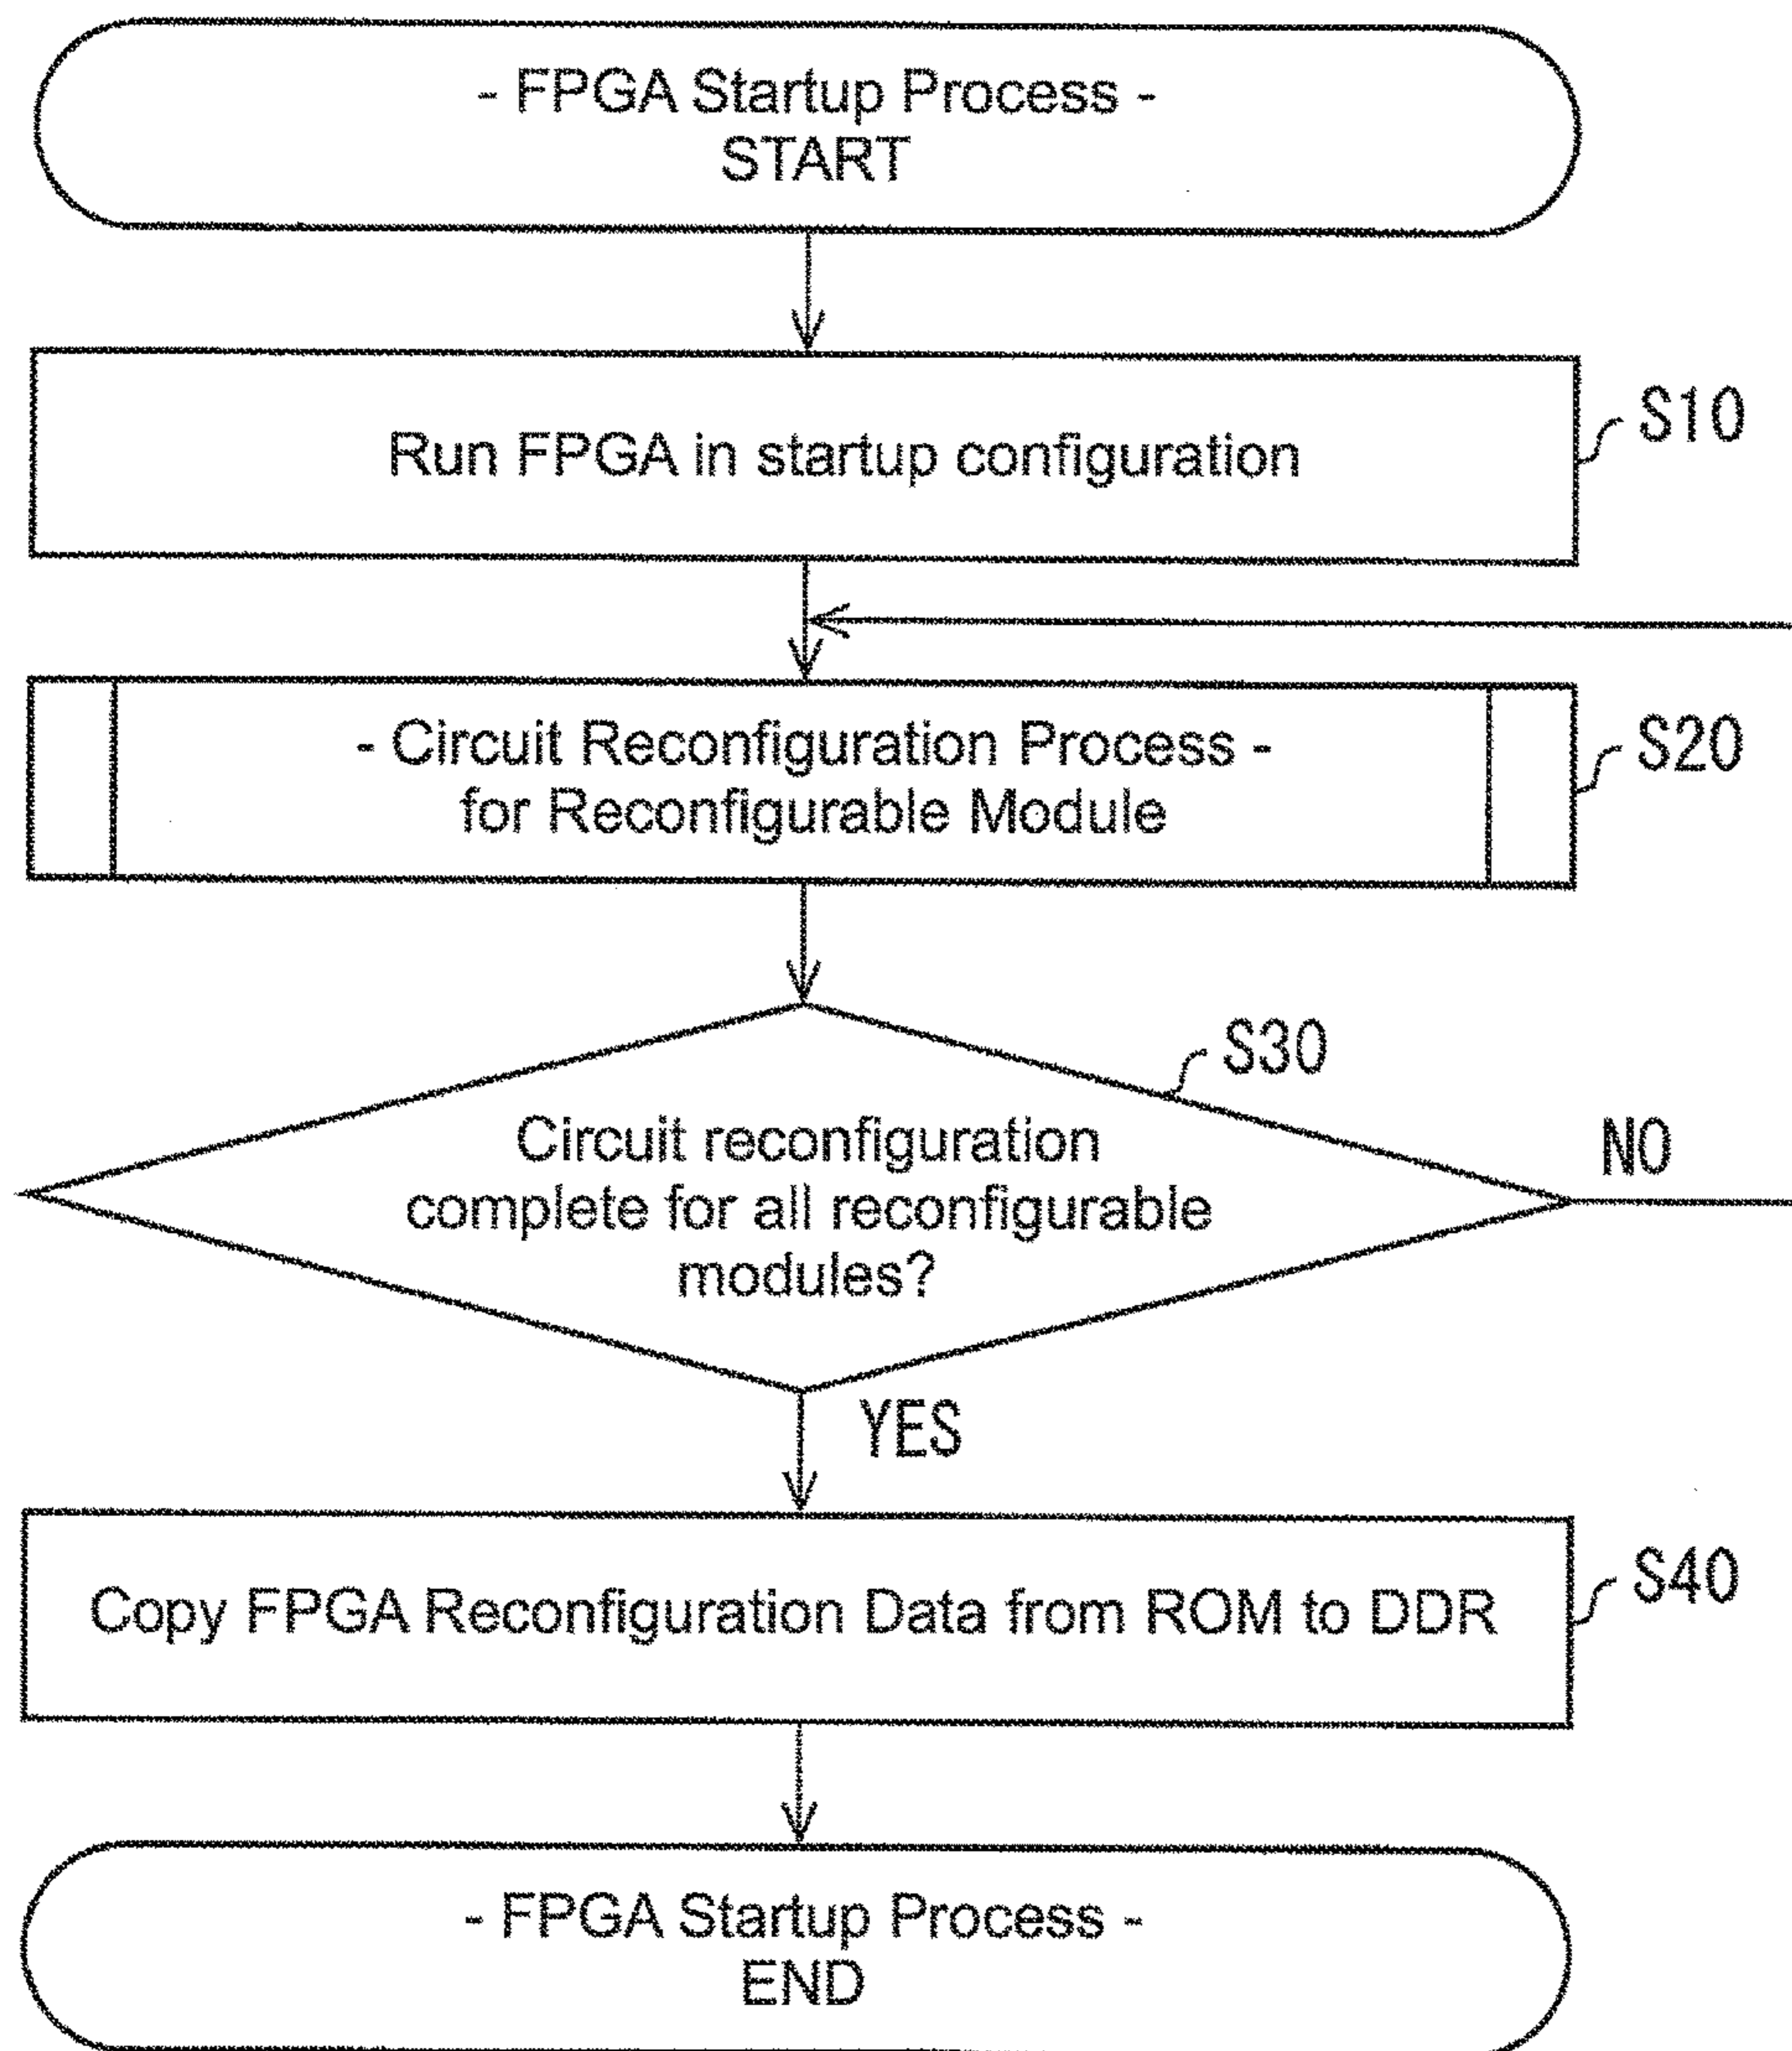 - FPGA Startup Process -
START
Run FPGA in startup configuration
S10
- Circuit Reconfiguration Process -
for Reconfigurable Module
S20
S30
Circuit reconfiguration
complete for all reconfigurable
modules?
NO
YES
Copy FPGA Reconfiguration Data from ROM to DDR
S40
- FPGA Startup Process -
END